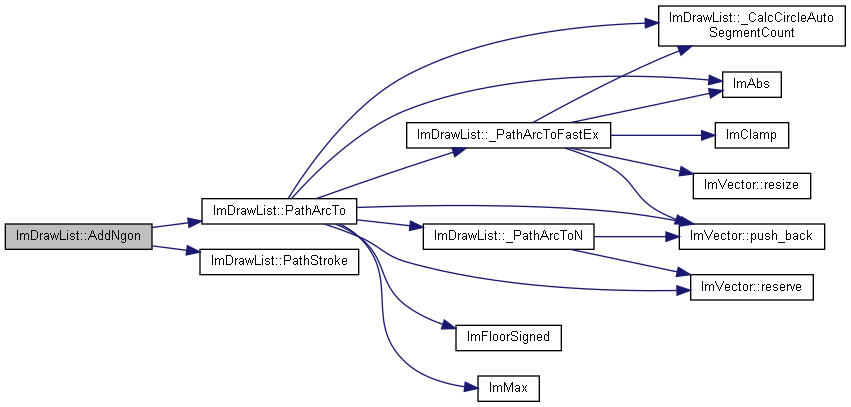 ImDrawList::AddNgon
ImDrawList::PathArcTo
ImDrawList::PathStroke
ImDrawList::_PathArcToFastEx
ImDrawList::_PathArcToN
ImFloorSigned
ImMax
ImDrawList::_CalcCircleAuto
SegmentCount
ImAbs
ImClamp
ImVector::resize
ImVector::push_back
ImVector::reserve